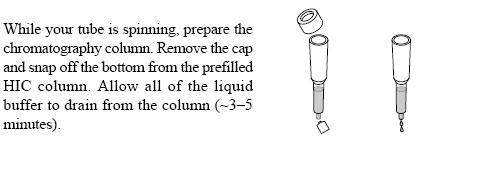 While your tube is spinning, prepare the
chromatography column. Remove the cap
and snap off the bottom from the prefilled
HIC column. Allow all of the liquid
buffer to drain from the column (~3–5
minutes).